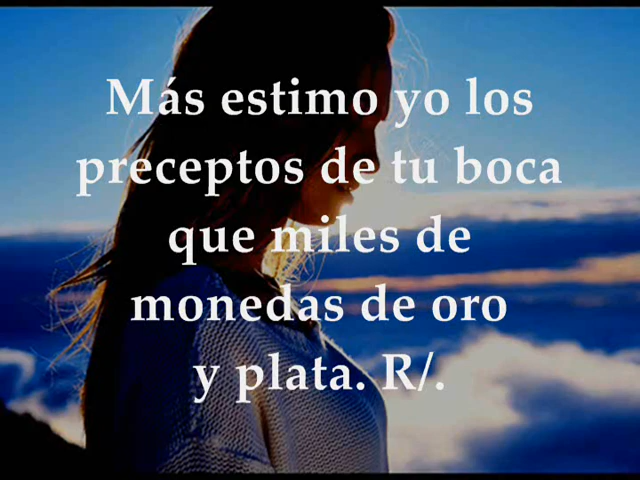 Más estimo yo los
preceptos de tu boca
que miles de
monedas de oro
y plata. R/.